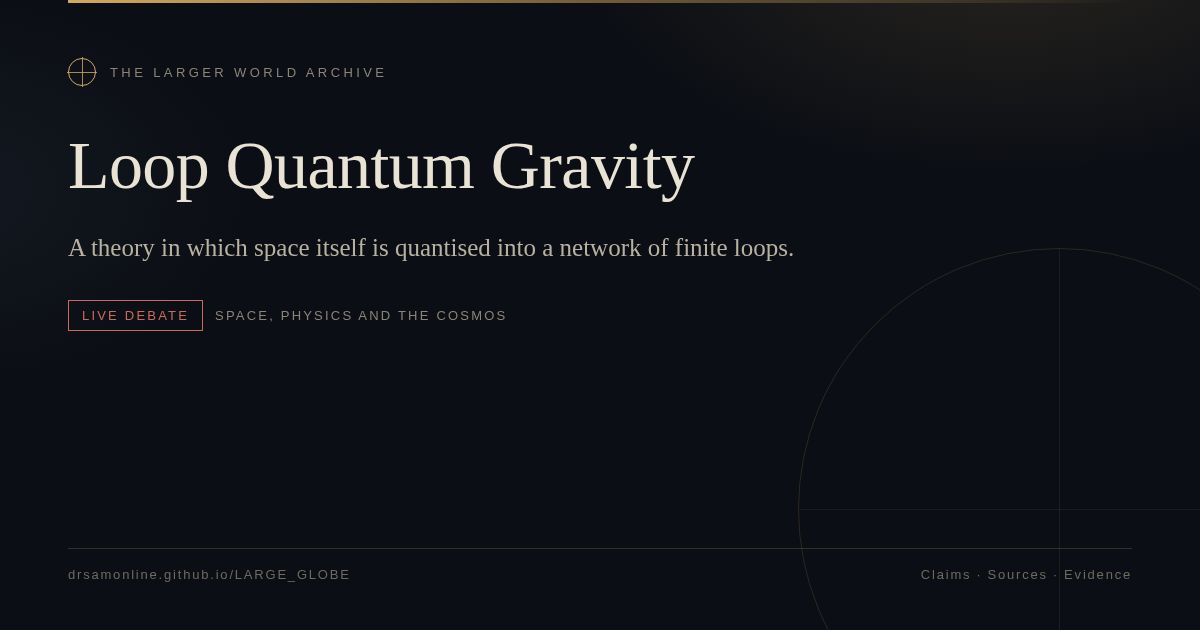 THE LARGER WORLD ARCHIVE
Loop Quantum Gravity
A theory in which space itself is quantised into a network of finite loops.
LIVE DEBATE SPACE, PHYSICS AND THE COSMOS
drsamonline.github.io/LARGE_GLOBE
Claims · Sources · Evidence